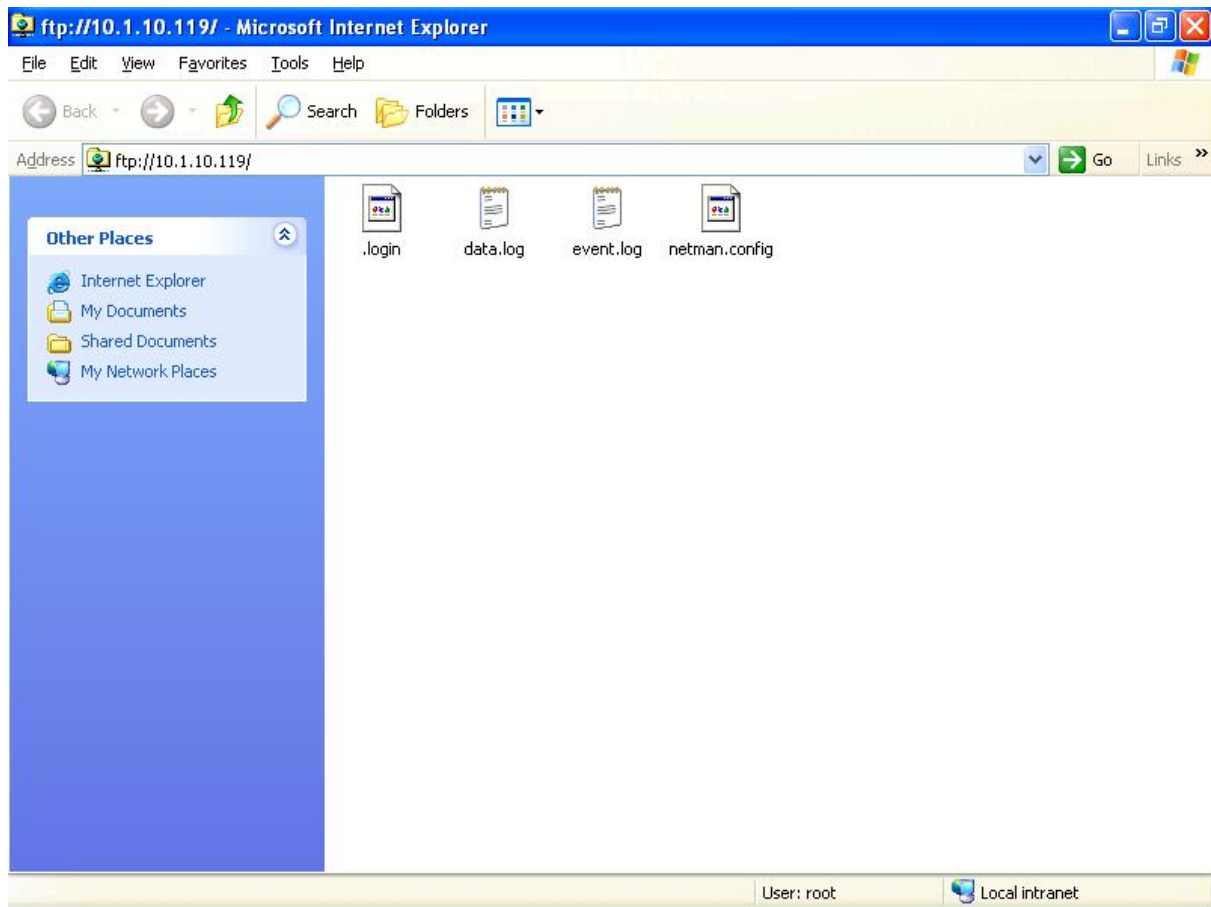 ftp://10.1.10.119/ - Microsoft Internet Explorer
File Edit View Favorites Tools Help
Back Search Folders
Address ftp://10.1.10.119/ Go Links »
Other Places
Internet Explorer
My Documents
Shared Documents
My Network Places
.login data.log event.log netman.config
User: root Local intranet